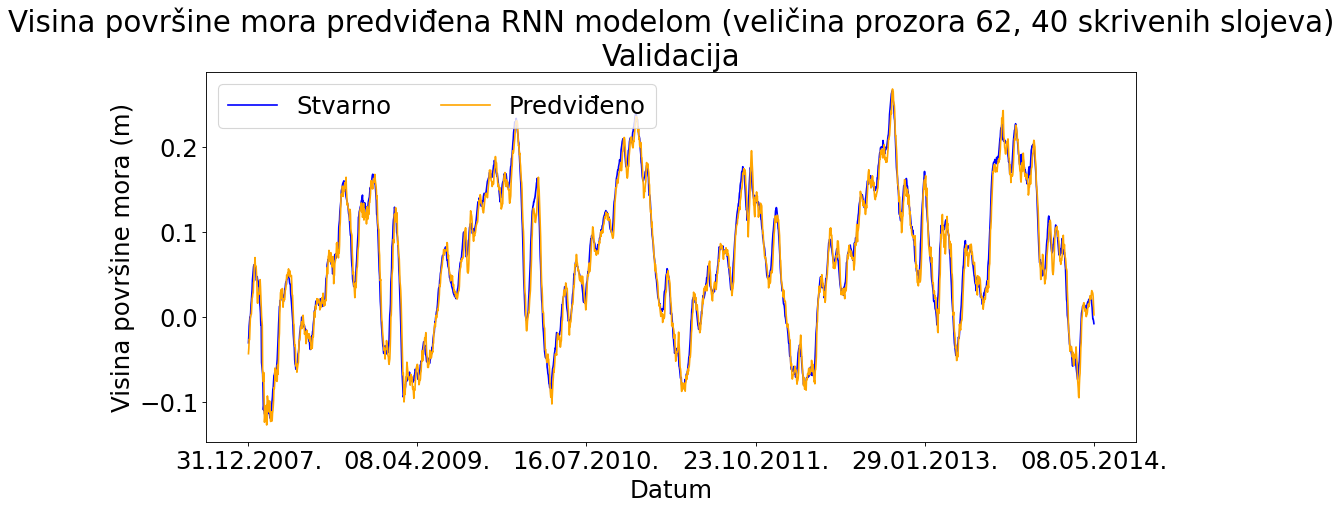 Visina površine mora predviđena RNN modelom (veličina prozora 62, 40 skrivenih slojeva)
Validacija
Stvarno
Predviđeno
Visina površine mora (m)
0.2
0.1
0.0
−0.1
31.12.2007.
08.04.2009.
16.07.2010.
23.10.2011.
29.01.2013.
08.05.2014.
Datum